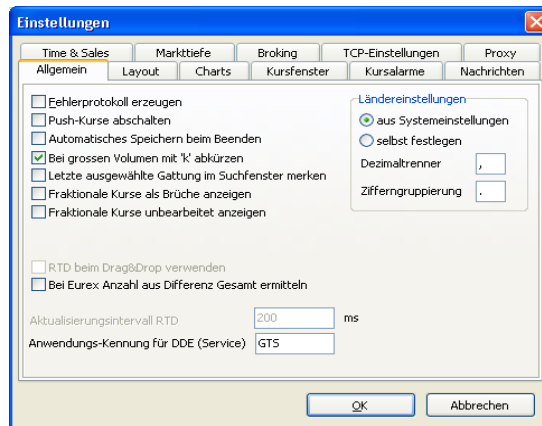 Einstellungen
Time & Sales Markttiefe Broking TCP-Einstellungen Proxy
Allgemein Layout Charts Kursfenster Kursalarme Nachrichten
Fehlerprotokoll erzeugen
Push-Kurse abschalten
Automatisches Speichern beim Beenden
Bei grossen Volumen mit 'k' abkürzen
Letzte ausgewählte Gattung im Suchfenster merken
Fraktionale Kurse als Brüche anzeigen
Fraktionale Kurse unbearbeitet anzeigen
Ländereinstellungen
aus Systemeinstellungen
selbst festlegen
Dezimaltrenner ,
Zifferngruppierung .
RTD beim Drag&Drop verwenden
Bei Eurex Anzahl aus Differenz Gesamt ermitteln
Aktualisierungsintervall RTD 200 ms
Anwendungs-Kennung für DDE (Service) GTS
OK Abbrechen